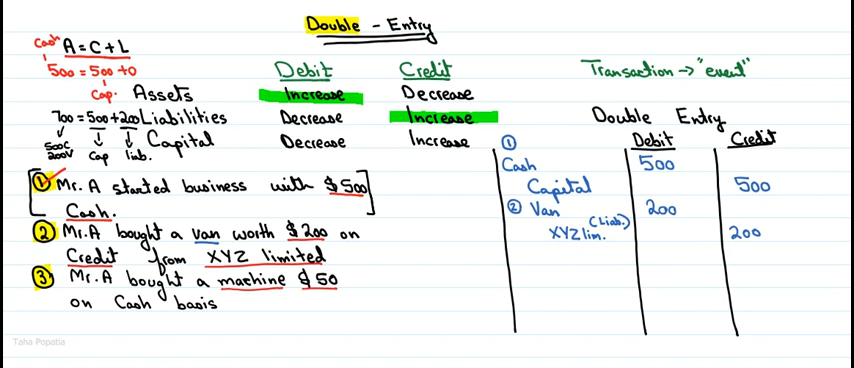 Double - Entry
Cash A = C + L
500 = 500 + 0
Cap.
Debit Credit
Assets Increase Decrease
700 = 500 + 200 Liabilities Decrease Increase
500C 200V Cap liab. Capital Decrease Increase
① Mr. A started business with $500
Cash.
② Mr. A bought a van worth $200 on
Credit from XYZ limited
③ Mr. A bought a machine $50
on Cash basis
Transaction → "event"
Double Entry
Debit Credit
①
Cash 500
Capital 500
② Van 200
(Liab.)
XYZ lim. 200
Taha Popatia